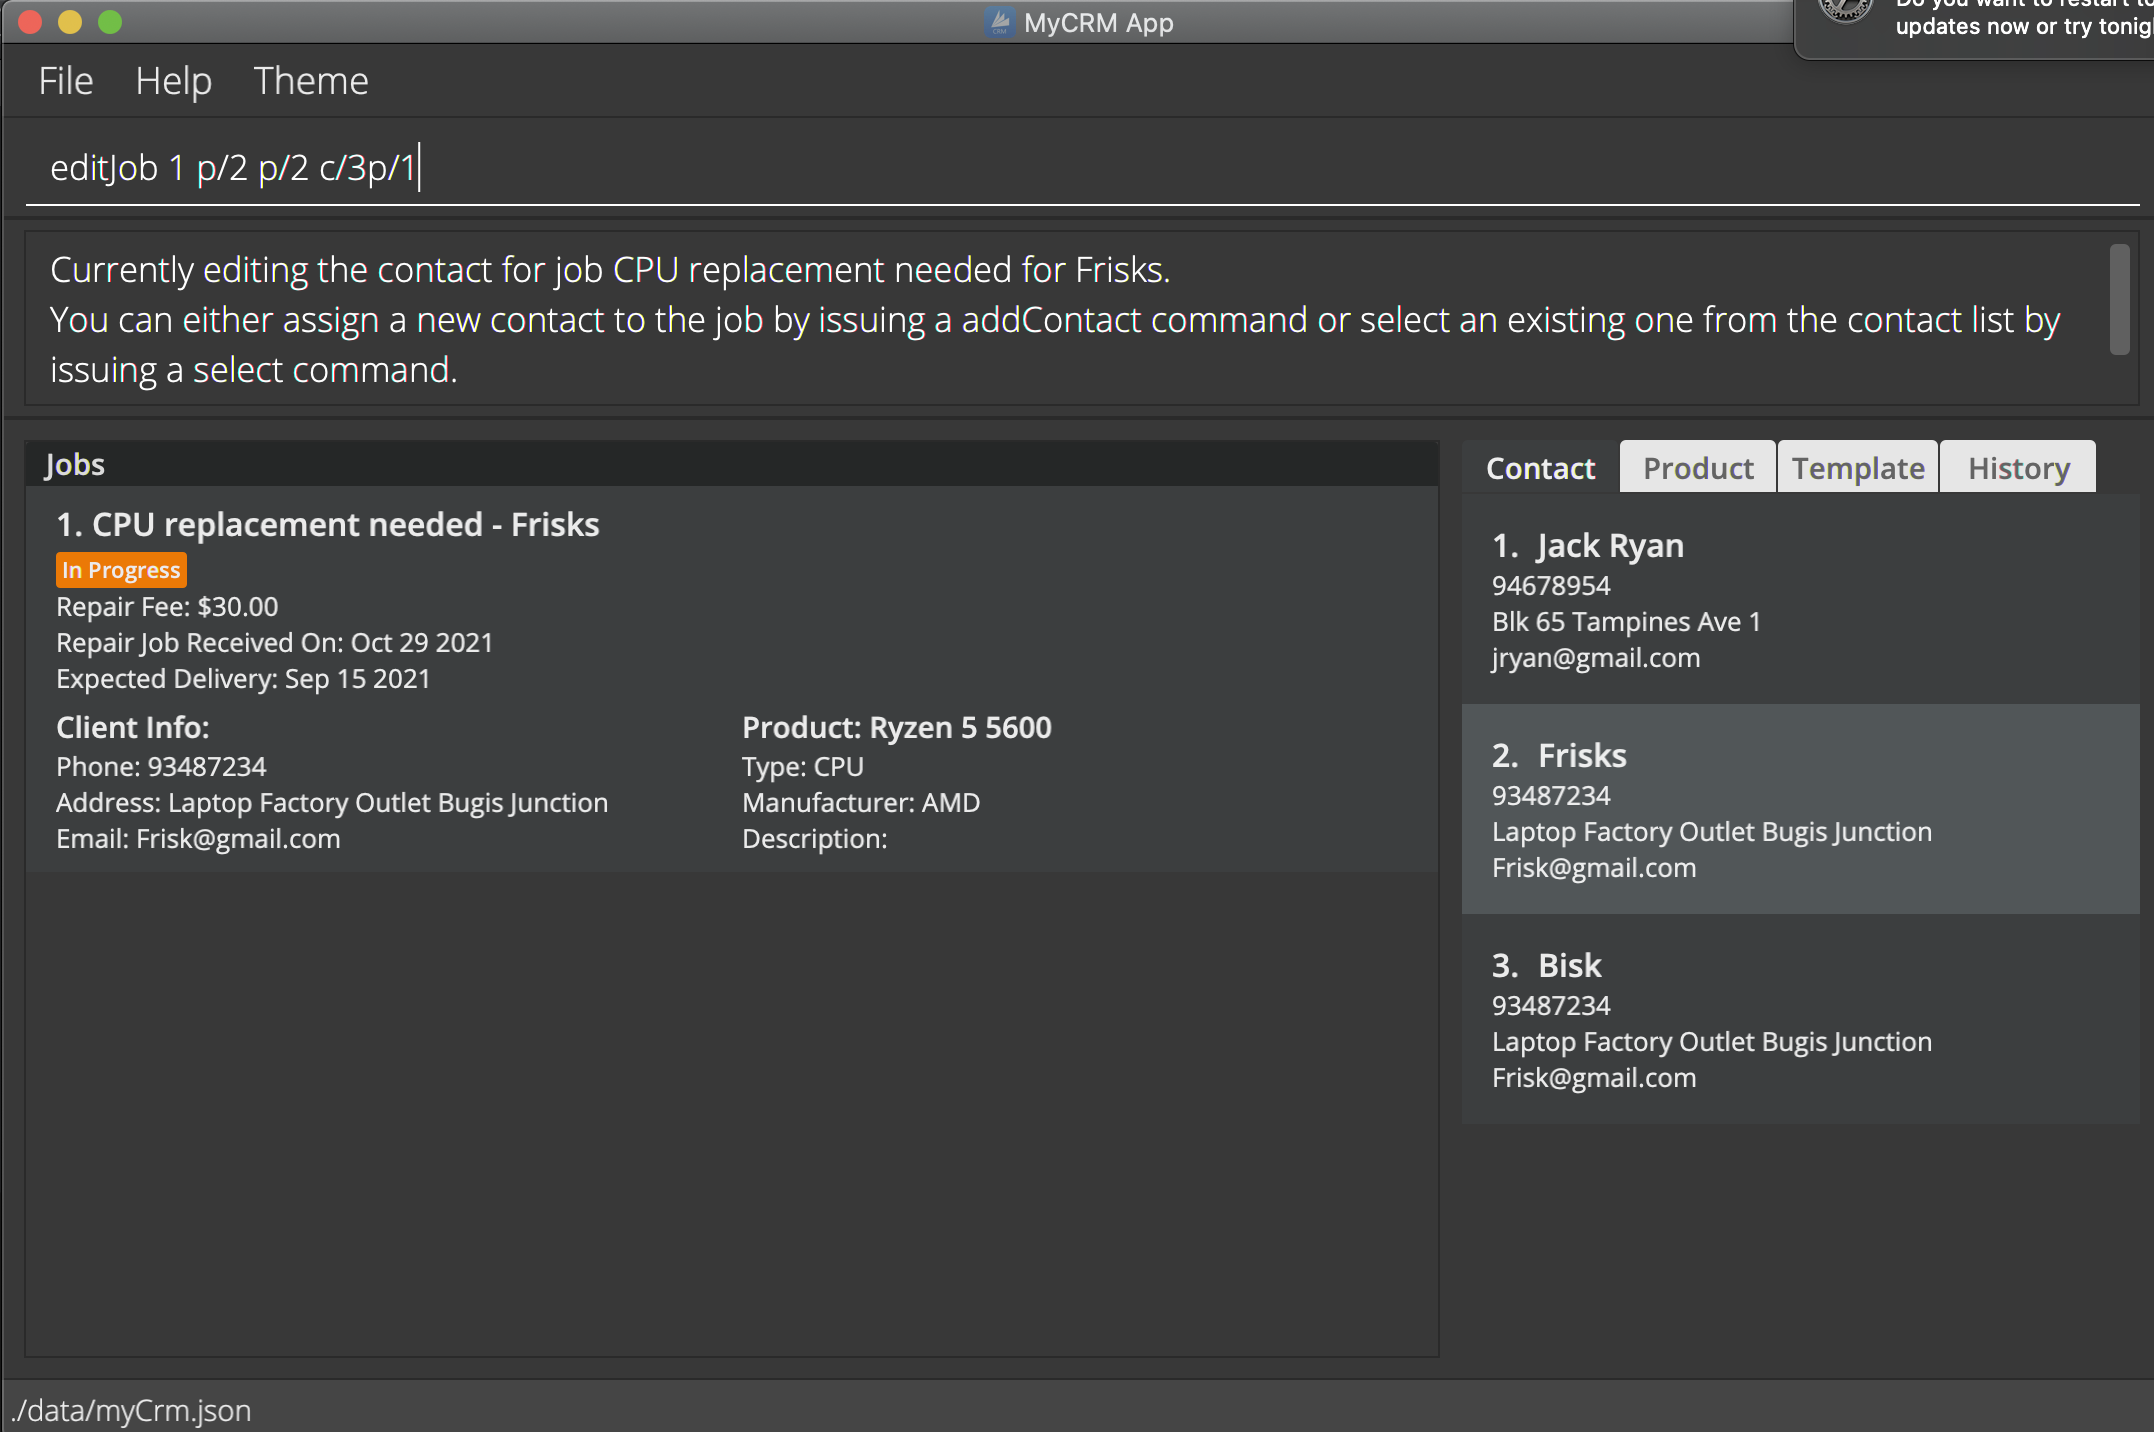 MyCRM App
Do you want to restart to
updates now or try
File Help Theme
editJob 1 p/2 p/2 c/3p/1
Currently editing the contact for job CPU replacement needed for Frisks.
You can either assign a new contact to the job by issuing a addContact command or select an existing one from the contact list by
issuing a select command.
Jobs
1. CPU replacement needed - Frisks
In Progress
Repair Fee: $30.00
Repair Job Received On: Oct 29 2021
Expected Delivery: Sep 15 2021
Client Info:
Phone: 93487234
Address: Laptop Factory Outlet Bugis Junction
Email: Frisk@gmail.com
Product: Ryzen 5 5600
Type: CPU
Manufacturer: AMD
Description:
Contact Product Template History
1. Jack Ryan
94678954
Blk 65 Tampines Ave 1
jryan@gmail.com
2. Frisks
93487234
Laptop Factory Outlet Bugis Junction
Frisk@gmail.com
3. Bisk
93487234
Laptop Factory Outlet Bugis Junction
Frisk@gmail.com
./data/myCrm.json